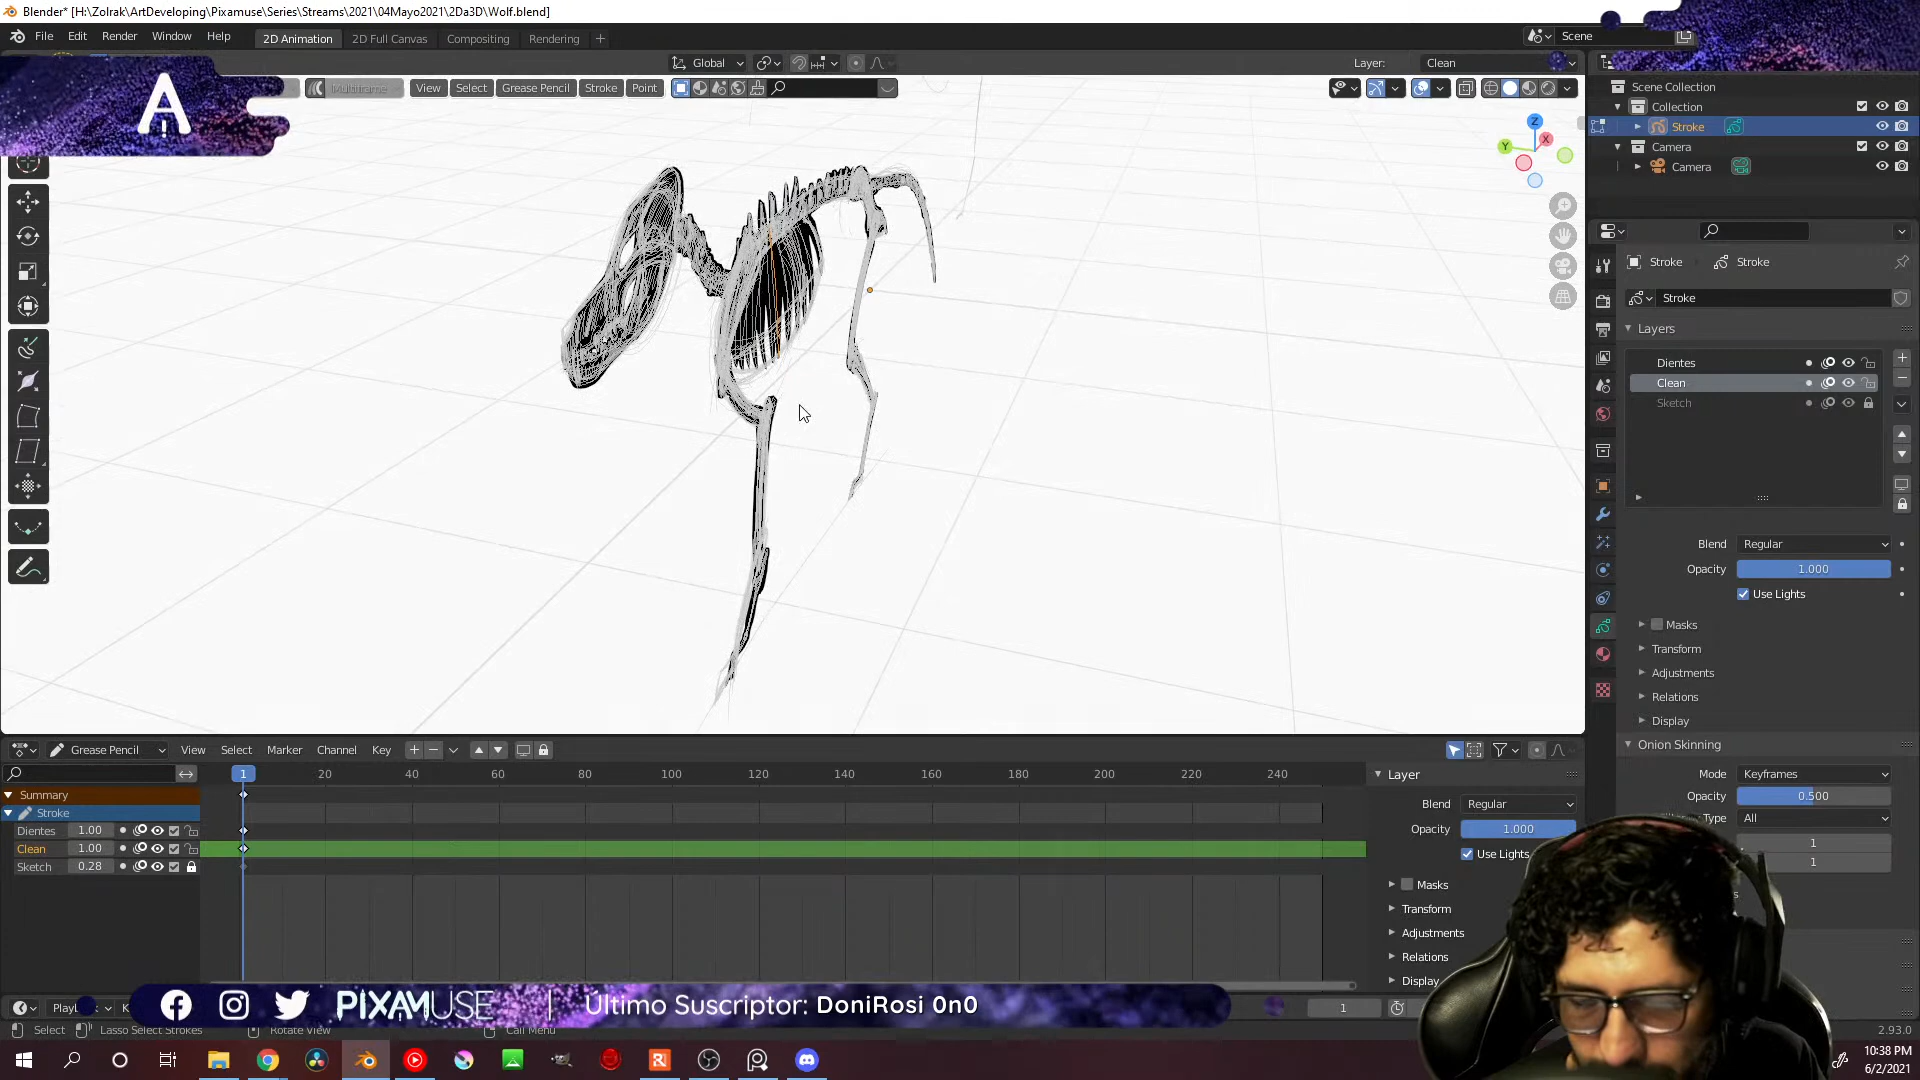 Blender* [H:\Zolrak\ArtDeveloping\Pixamuse\Series\Streams\2021\04Mayo2021\2Da3D\Wolf.blend]
File Edit Render Window Help 2D Animation 2D Full Canvas Compositing Rendering + Scene
Global Layer: Clean
Multiframe View Select Grease Pencil Stroke Point
A
Z
X
Y
Scene Collection
Collection
Stroke
Camera
Camera
Stroke Stroke
Stroke
Layers
Dientes
Clean
Sketch
Blend Regular
Opacity 1.000
Use Lights
Masks
Transform
Adjustments
Relations
Display
Onion Skinning
Mode Keyframes
Opacity 0.500
Type All
1
1
Grease Pencil View Select Marker Channel Key
1 20 40 60 80 100 120 140 160 180 200 220 240
Summary
Stroke
Dientes 1.00
Clean 1.00
Sketch 0.28
Layer
Blend Regular
Opacity 1.000
Use Lights
Masks
Transform
Adjustments
Relations
Display
1
PIXAMUSE | Último Suscriptor: DoniRosi 0n0
Select Lasso Select Strokes Rotate View Call Menu
2.93.0
10:38 PM
6/2/2021